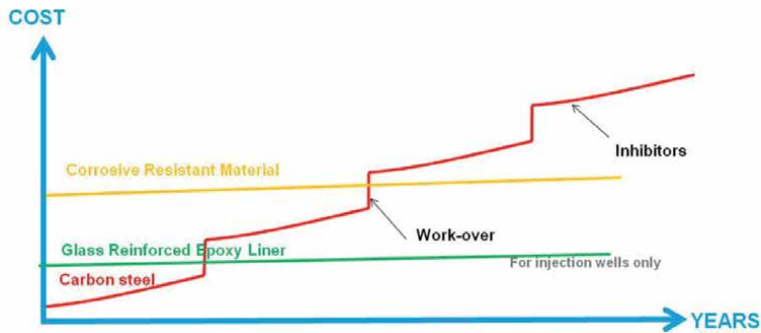 COST
Corrosive Resistant Material
Inhibitors
Work-over
Glass Reinforced Epoxy Liner
For injection wells only
Carbon steel
YEARS